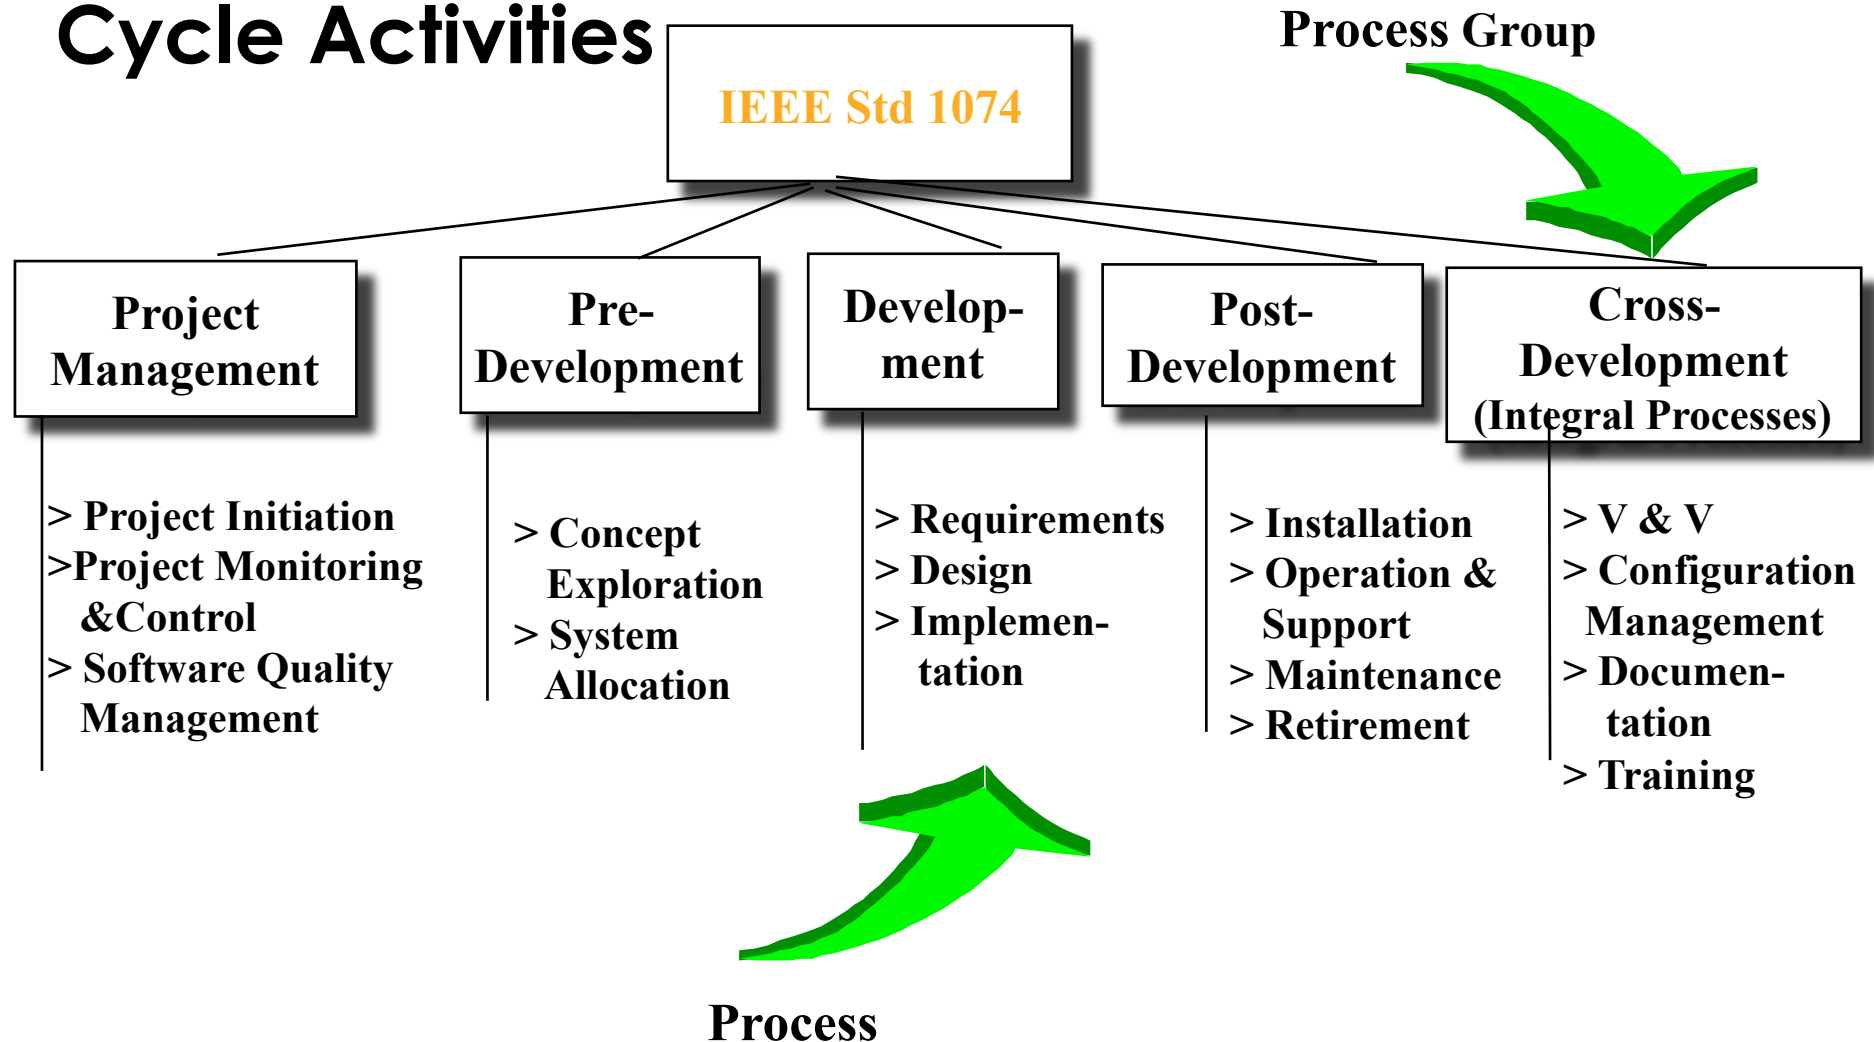 Cycle Activities
IEEE Std 1074
Process Group
Project
Management
Pre-
Development
Develop-
ment
Post-
Development
Cross-
Development
(Integral Processes)
> Project Initiation
>Project Monitoring
&Control
> Software Quality
Management
> Concept
Exploration
> System
Allocation
> Requirements
> Design
> Implemen-
tation
> Installation
> Operation &
Support
> Maintenance
> Retirement
> V & V
> Configuration
Management
> Documen-
tation
> Training
Process